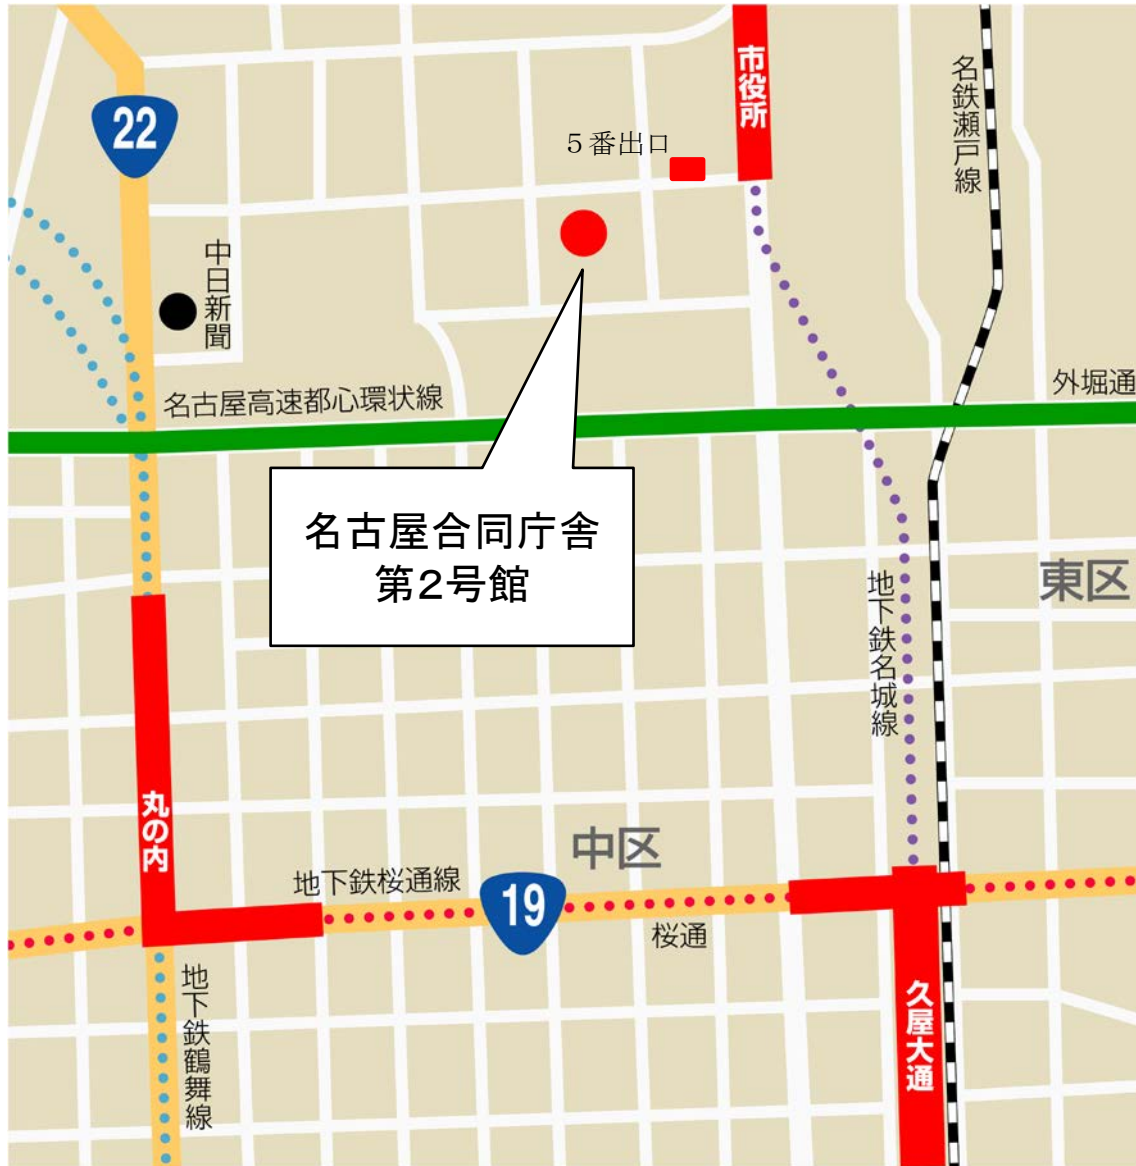 市役所
名鉄瀬戸線
22
5番出口
中日新聞
名古屋高速都心環状線
外堀通
名古屋合同庁舎
第2号館
東区
地下鉄名城線
丸の内
中区
地下鉄桜通線
19
桜通
地下鉄鶴舞線
久屋大通